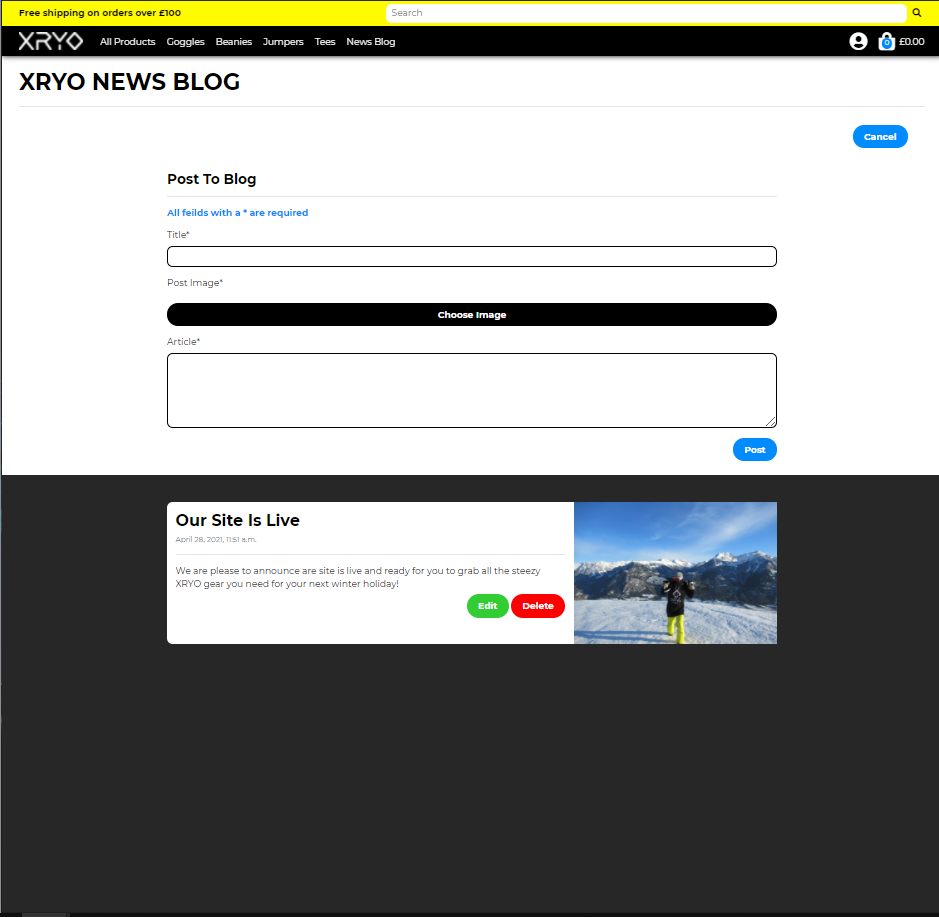 Free shipping on orders over £100
Search
XRYO All Products Goggles Beanies Jumpers Tees News Blog 0 £0.00
XRYO NEWS BLOG
Cancel
Post To Blog
All feilds with a * are required
Title*
Post Image*
Choose Image
Article*
Post
Our Site Is Live
April 28, 2021, 11:51 a.m.
We are please to announce are site is live and ready for you to grab all the steezy
XRYO gear you need for your next winter holiday!
Edit Delete